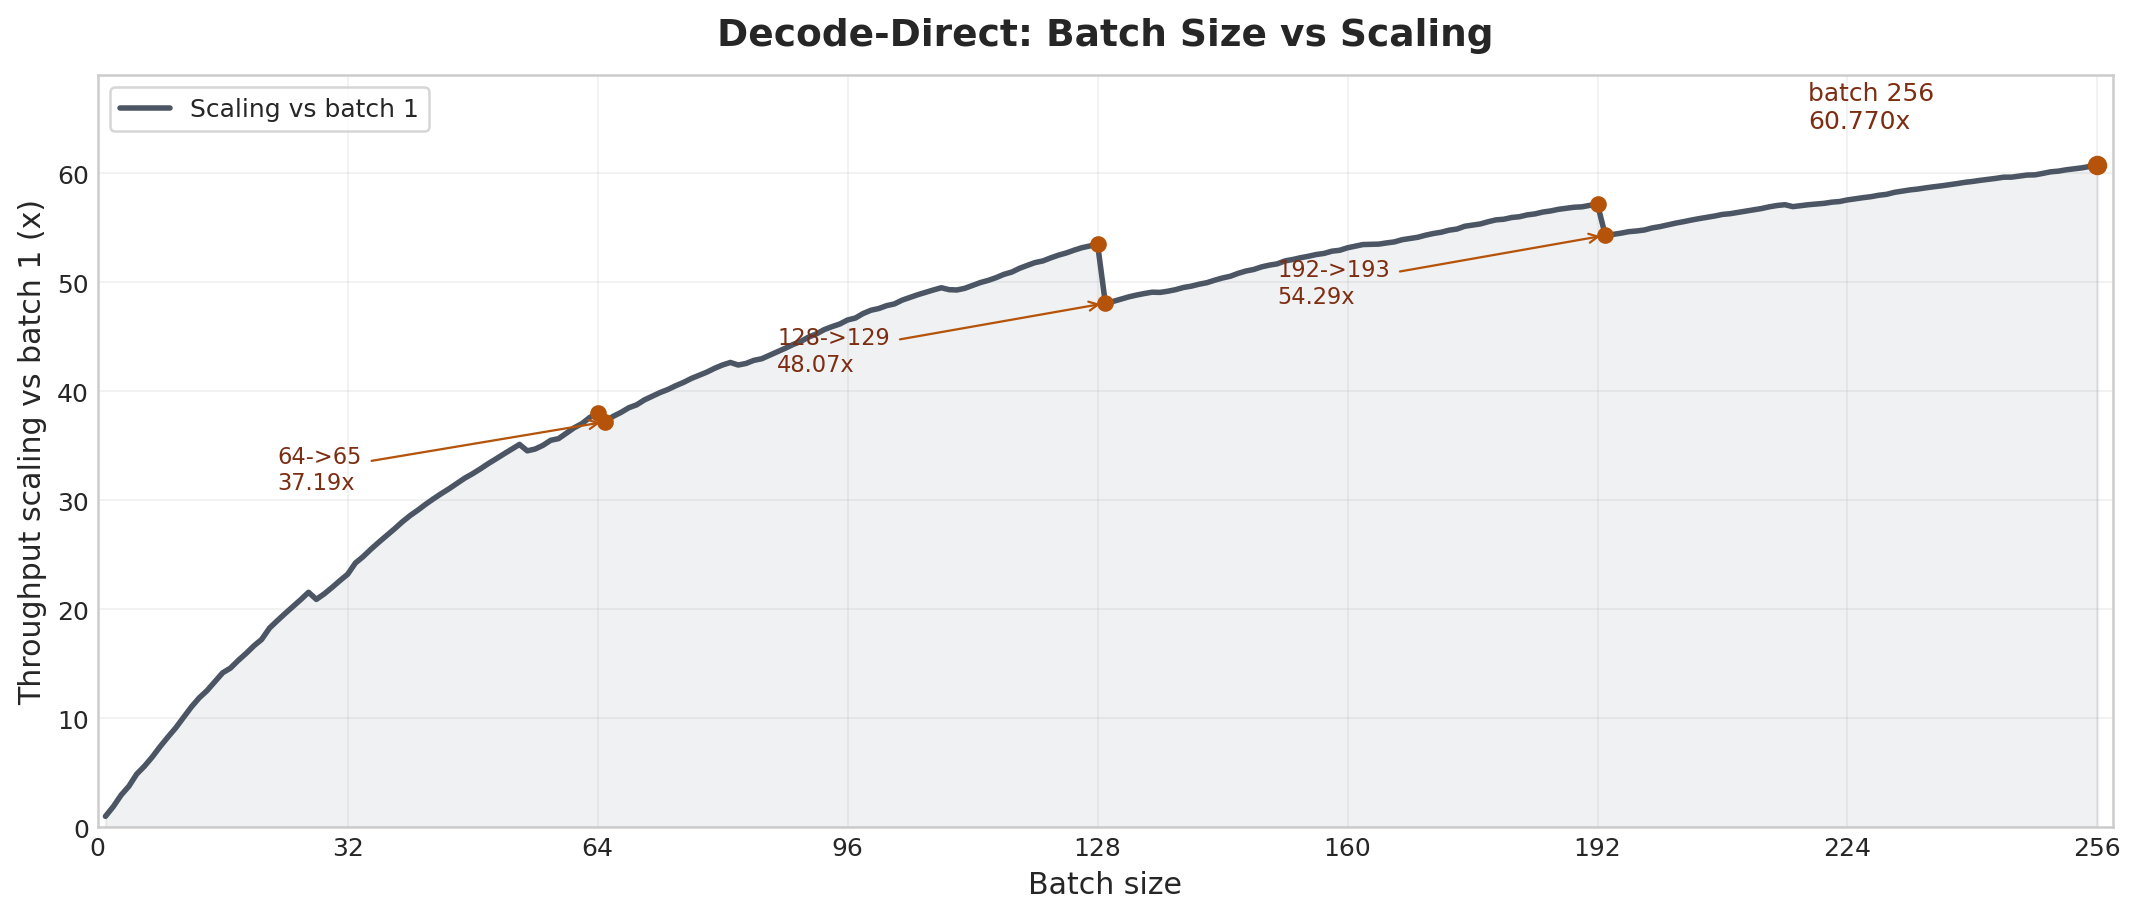 Decode-Direct: Batch Size vs Scaling
Scaling vs batch 1
batch 256
60.770x
192->193
54.29x
128->129
48.07x
64->65
37.19x
Throughput scaling vs batch 1 (x)
60
50
40
30
20
10
0
0 32 64 96 128 160 192 224 256
Batch size